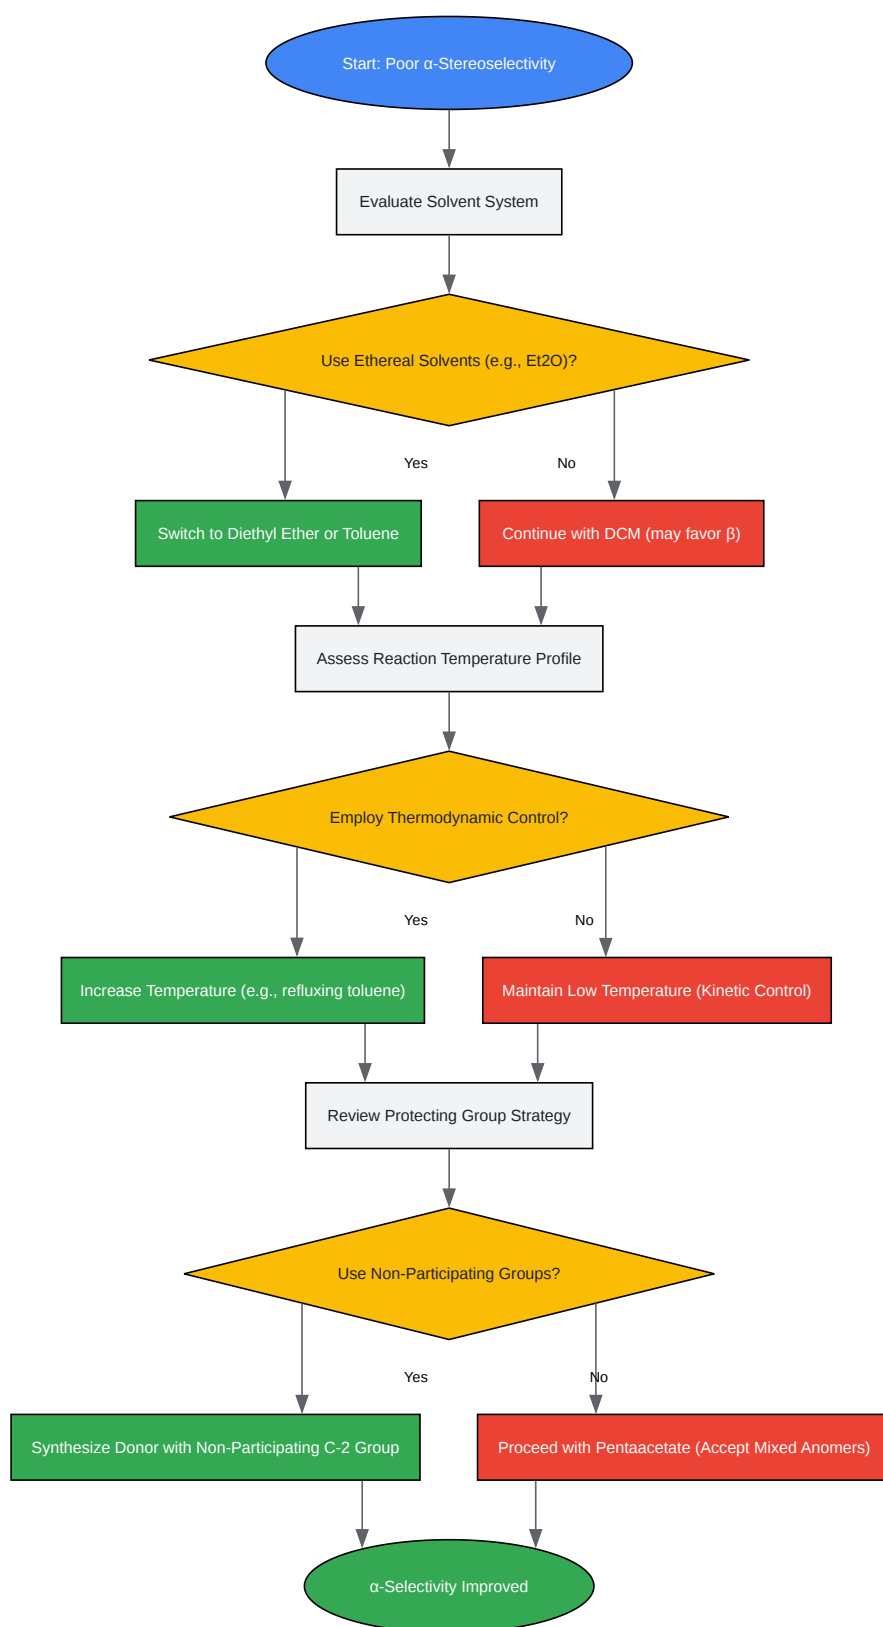 Start: Poor α-Stereoselectivity
Evaluate Solvent System
Use Ethereal Solvents (e.g., Et2O)?
Yes
No
Switch to Diethyl Ether or Toluene
Continue with DCM (may favor β)
Assess Reaction Temperature Profile
Employ Thermodynamic Control?
Yes
No
Increase Temperature (e.g., refluxing toluene)
Maintain Low Temperature (Kinetic Control)
Review Protecting Group Strategy
Use Non-Participating Groups?
Yes
No
Synthesize Donor with Non-Participating C-2 Group
Proceed with Pentaacetate (Accept Mixed Anomers)
α-Selectivity Improved